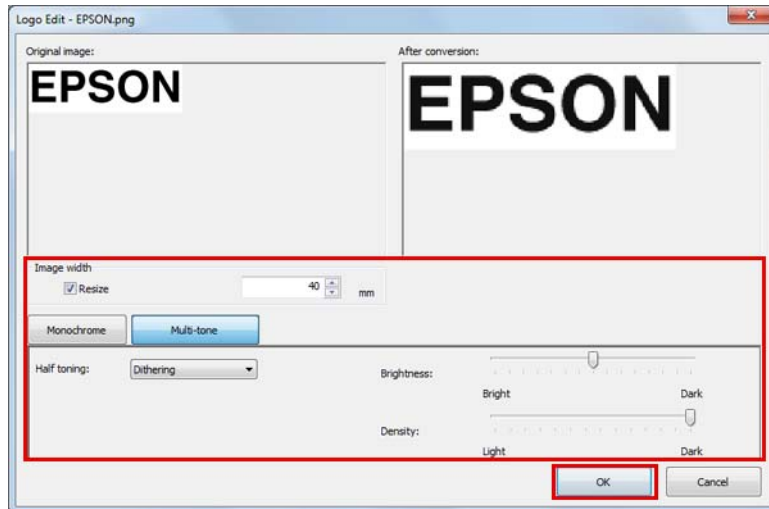 Logo Edit - EPSON.png
Original image:
After conversion:
EPSON
EPSON
Image width
Resize
40
mm
Monochrome
Multi-tone
Half toning:
Dithering
Brightness:
Bright
Dark
Density:
Light
Dark
OK
Cancel